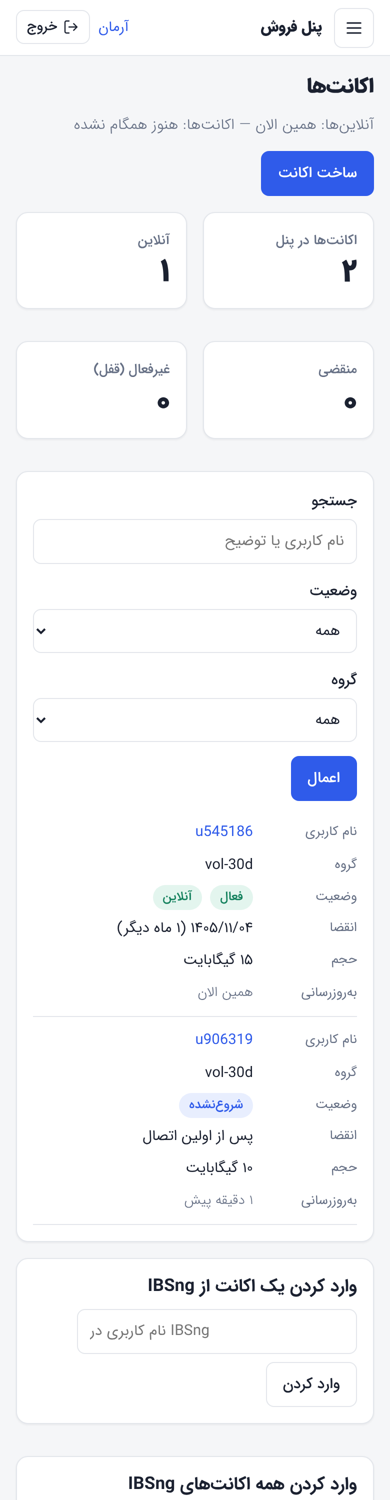 پنل فروش
آرمان
خروج
اکانت‌ها
آنلاین‌ها: همین الان — اکانت‌ها: هنوز همگام نشده
ساخت اکانت
اکانت‌ها در پنل
۲
آنلاین
۱
منقضی
۰
غیرفعال (قفل)
۰
جستجو
نام کاربری یا توضیح
وضعیت
همه
گروه
همه
اعمال
نام کاربری u545186
گروه vol-30d
وضعیت فعال آنلاین
انقضا ۱۴۰۵/۱۱/۰۴ (۱ ماه دیگر)
حجم ۱۵ گیگابایت
به‌روزرسانی همین الان
نام کاربری u906319
گروه vol-30d
وضعیت شروع‌نشده
انقضا پس از اولین اتصال
حجم ۱۰ گیگابایت
به‌روزرسانی ۱ دقیقه پیش
وارد کردن یک اکانت از IBSng
نام کاربری در IBSng
وارد کردن
وارد کردن همه اکانت‌های IBSng